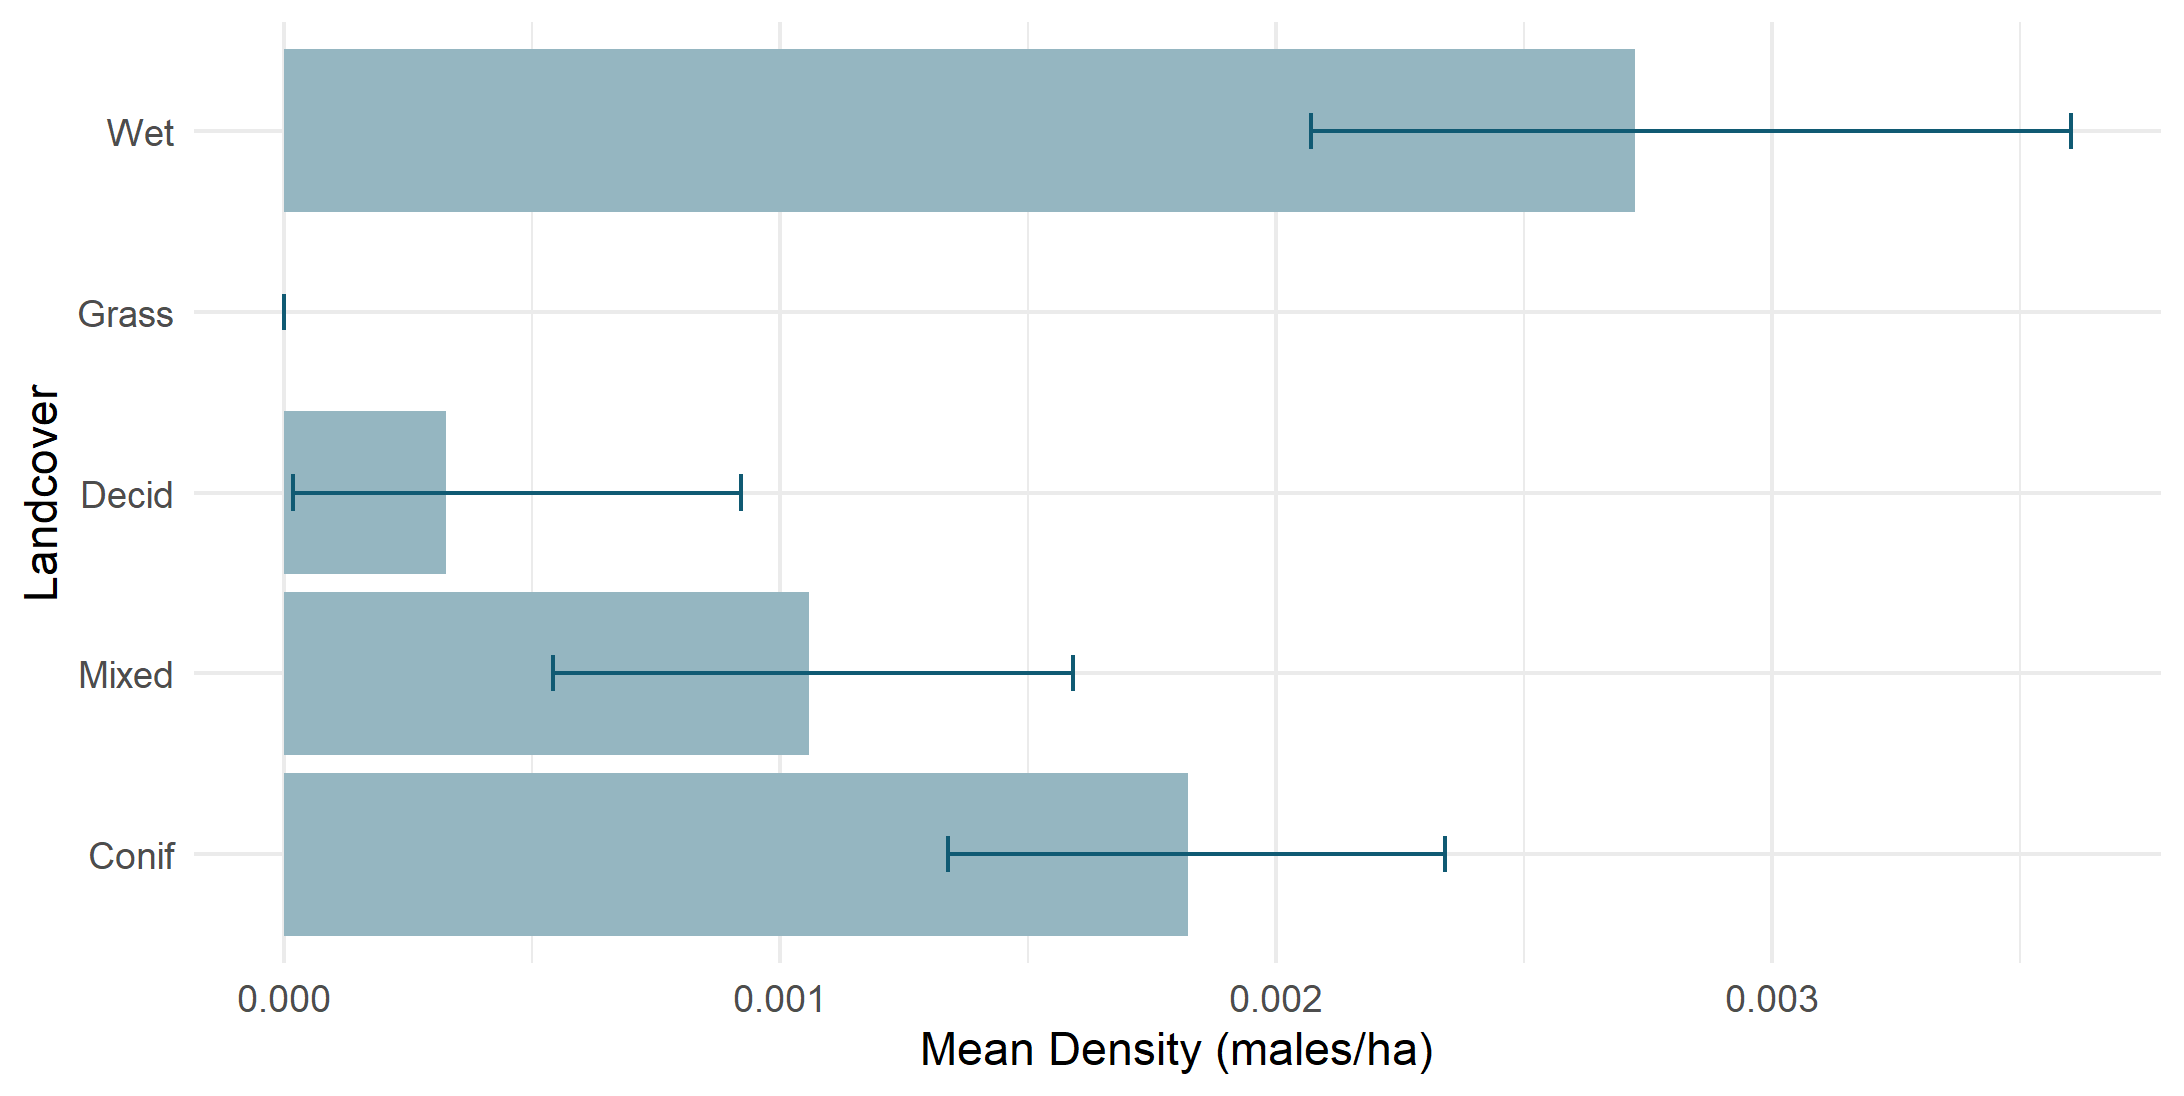 Landcover
Wet
Grass
Decid
Mixed
Conif
0.000 0.001 0.002 0.003
Mean Density (males/ha)